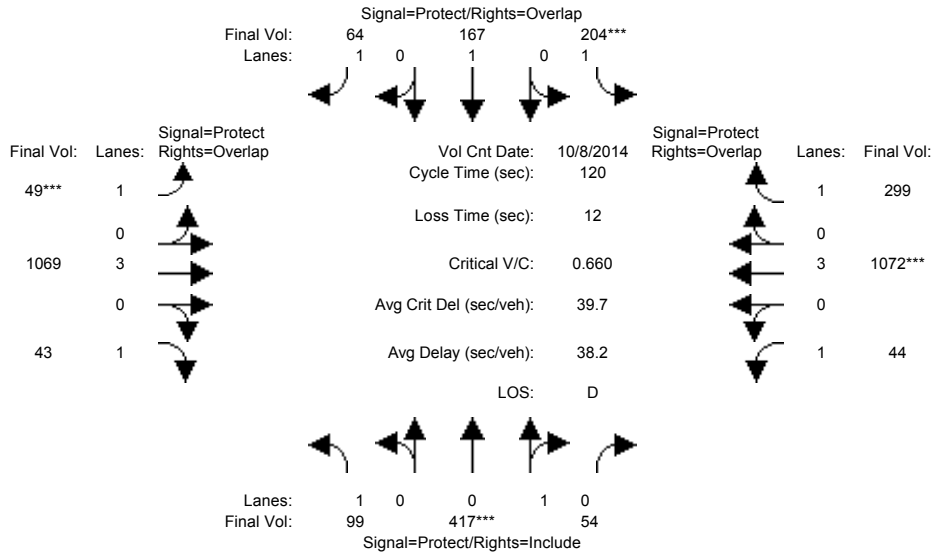 Signal=Protect/Rights=Overlap
Final Vol: 64 167 204***
Lanes: 1 0 1 0 1
Signal=Protect Signal=Protect
Final Vol: Lanes: Rights=Overlap Vol Cnt Date: 10/8/2014 Rights=Overlap Lanes: Final Vol:
Cycle Time (sec): 120
49*** 1 1 299
Loss Time (sec): 12
0 0
1069 3 Critical V/C: 0.660 3 1072***
0 Avg Crit Del (sec/veh): 39.7 0
43 1 Avg Delay (sec/veh): 38.2 1 44
LOS: D
Lanes: 1 0 0 1 0
Final Vol: 99 417*** 54
Signal=Protect/Rights=Include